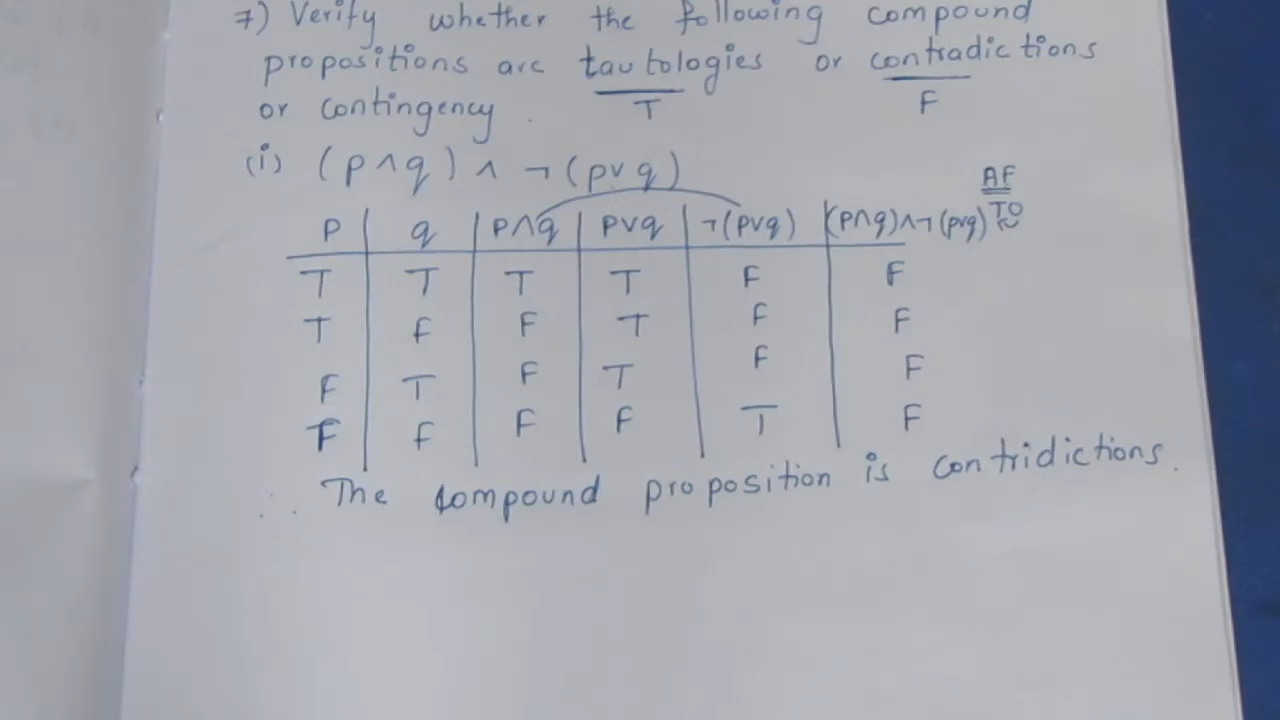 7) Verify whether the following compound
propositions are tautologies or contradictions
or contingency . T F
(i) (p ∧ q) ∧ ¬ (p ∨ q)
AF
P q p∧q p∨q ¬(p∨q) (p∧q)∧¬(p∨q) TO
T T T T F F
T F F T F F
F T F T F F
F F F F T F
∴ The compound proposition is contridictions.